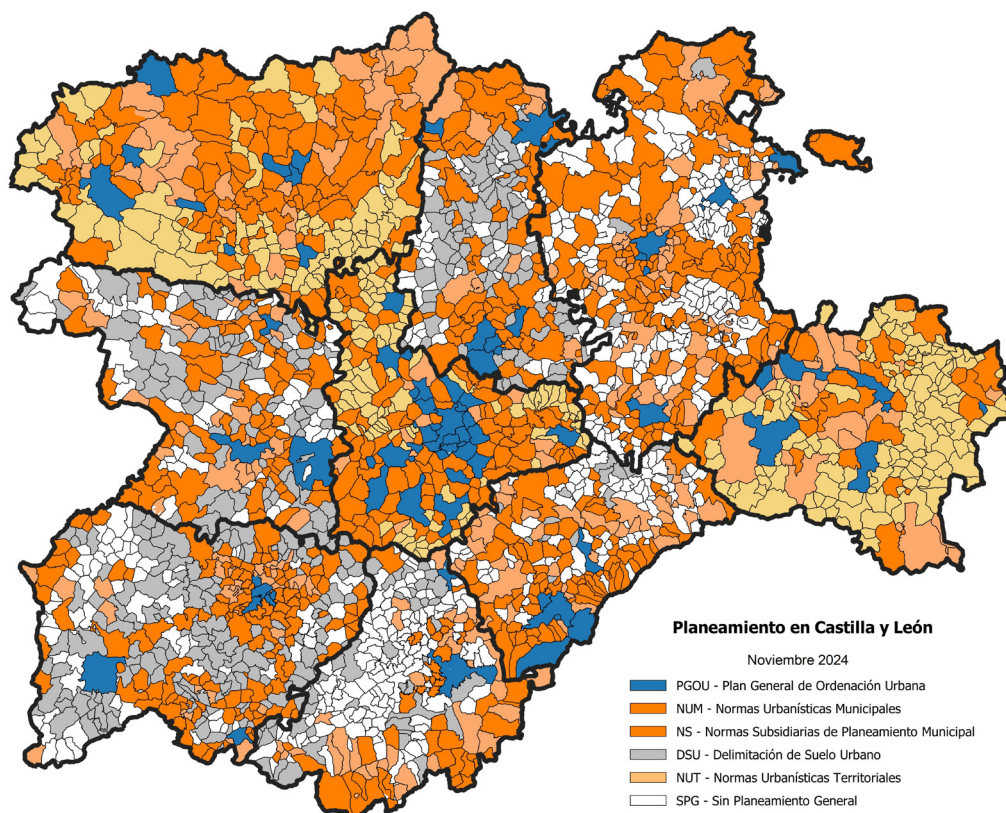 Planeamiento en Castilla y León
Noviembre 2024
PGOU - Plan General de Ordenación Urbana
NUM - Normas Urbanísticas Municipales
NS - Normas Subsidiarias de Planeamiento Municipal
DSU - Delimitación de Suelo Urbano
NUT - Normas Urbanísticas Territoriales
SPG - Sin Planeamiento General